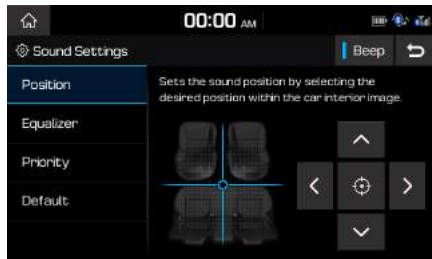 00:00 AM
Sound Settings
Beep
Position
Sets the sound position by selecting the
desired position within the car interior image.
Equalizer
Priority
Default